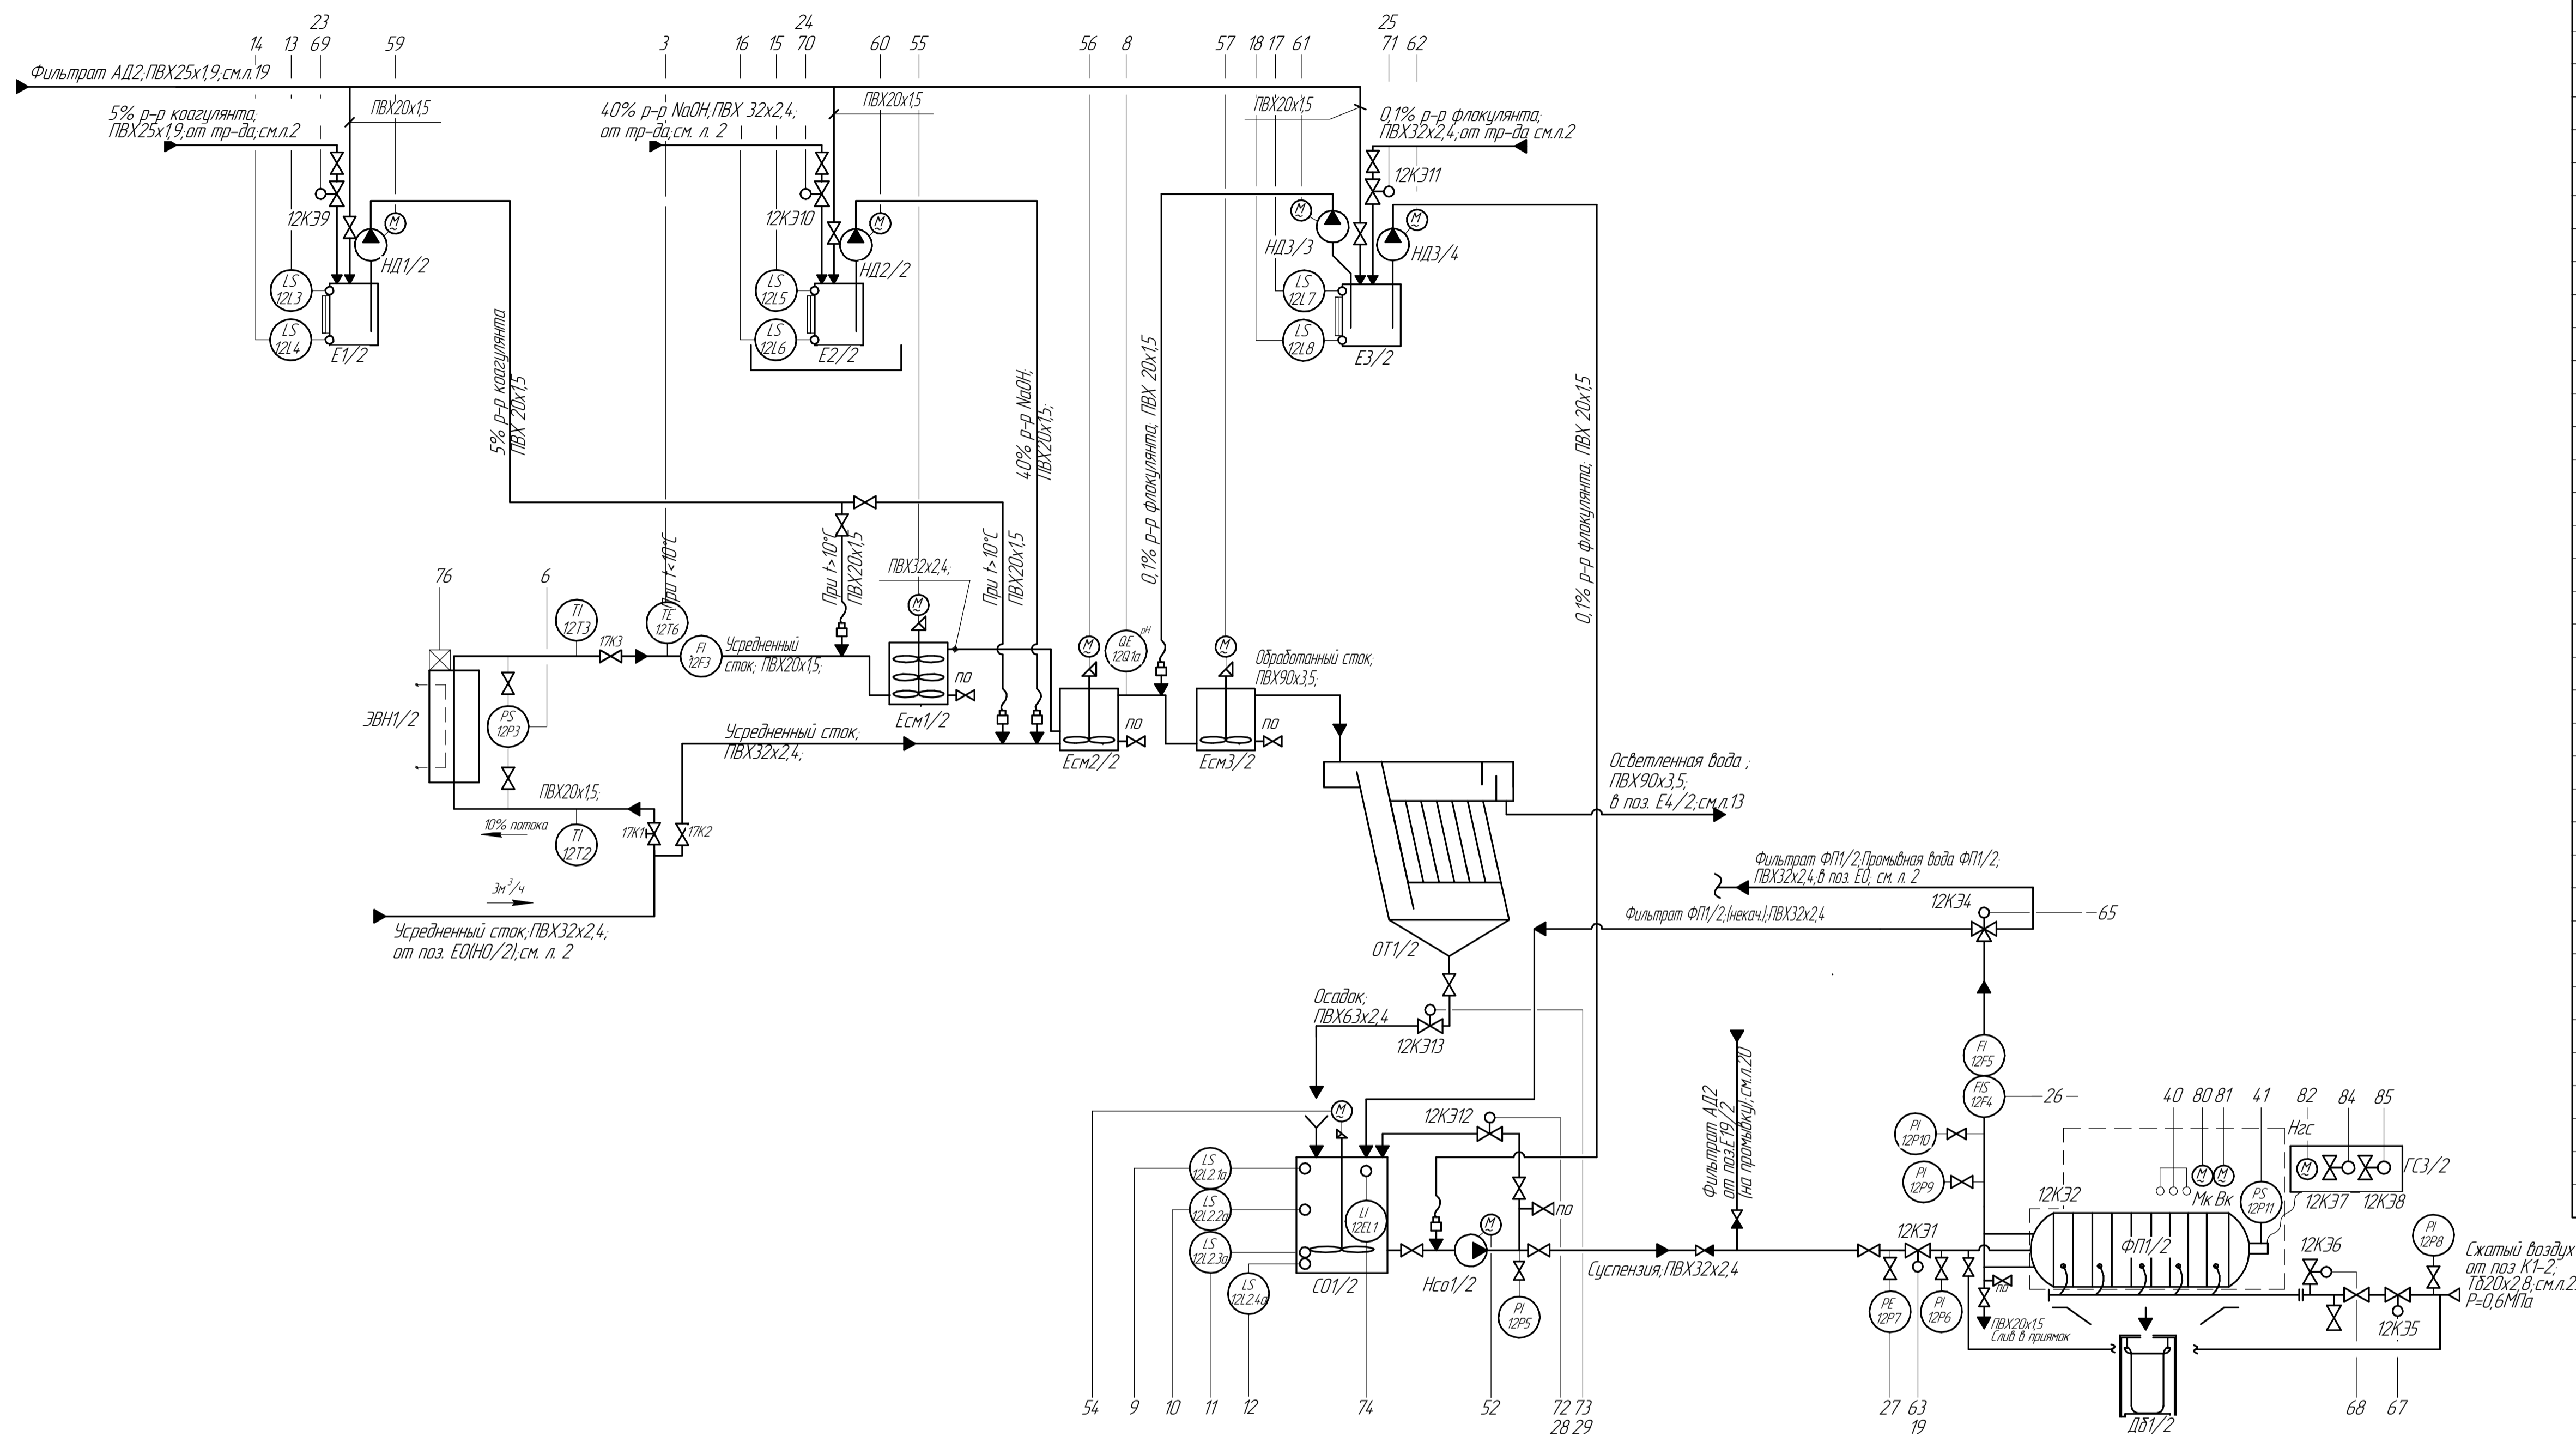 23 24 25
14 13 69 59 3 16 15 70 60 55 56 8 57 18 17 61 71 62
Фильтрат АД2;ПВХ25х1,9;см.л.19
5% р-р коагулянта;
ПВХ25х1,9;от тр-да;см.л.2
ПВХ20х1,5
40% р-р NaOH;ПВХ 32х2,4;
от тр-да;см. л. 2
ПВХ20х1,5
ПВХ20х1,5
0,1% р-р флокулянта;
ПВХ32х2,4;от тр-да см.л.2
12КЭ9
12КЭ10
12КЭ11
M
M
M
M
НД1/2
НД2/2
НД3/3
НД3/4
LS
12L3
LS
12L4
Е1/2
LS
12L5
LS
12L6
Е2/2
LS
12L7
LS
12L8
Е3/2
5% р-р коагулянта
ПВХ 20х1,5
40% р-р NaOH;
ПВХ20х1,5;
0,1% р-р флокулянта; ПВХ 20х1,5
0,1% р-р флокулянта; ПВХ 20х1,5
При t<10°С
При t>10°С
ПВХ20х1,5
ПВХ32х2,4;
При t>10°С
ПВХ20х1,5
76
6
TI
12T3
17К3
TE
12T6
FI
12F3
Усредненный
сток; ПВХ20х1,5;
M
по
Есм1/2
ЭВН1/2
PS
12P3
Усредненный сток;
ПВХ32х2,4;
M
QE
12Q1a
pH
M
по
Есм2/2
по
Есм3/2
Обработанный сток;
ПВХ90х3,5;
ПВХ20х1,5;
10% потока
TI
12T2
17К1
17К2
3м³/ч
Усредненный сток;ПВХ32х2,4;
от поз. Е0(Н0/2);см. л. 2
Осветленная вода ;
ПВХ90х3,5;
в поз. Е4/2;см.л.13
Фильтрат ФП1/2;Промывная вода ФП1/2;
ПВХ32х2,4;в поз. Е0; см. л. 2
Фильтрат ФП1/2;(некач.);ПВХ32х2,4
12КЭ4
65
ОТ1/2
Осадок;
ПВХ63х2,4
12КЭ13
M
12КЭ12
LS
12L2.1a
LS
12L2.2a
LS
12L2.3a
LS
12L2.4a
LI
12EL1
СО1/2
M
Нсо1/2
по
PI
12P5
Суспензия;ПВХ32х2,4
Фильтрат АД2
от поз.Е19/2
(на промывку);см.л.20
FI
12F5
FIS
12F4
26
PI
12P10
PI
12P9
12КЭ1
12КЭ2
PE
12P7
PI
12P6
по
ПВХ20х1,5
Слив в приямок
40 80 81 41 82 84 85
Нгс
M
M
Мк Вк
PS
12P11
M
ГС3/2
12КЭ7 12КЭ8
ФП1/2
12КЭ6
12КЭ5
PI
12P8
Сжатый воздух
от поз К1-2;
Тб20х2,8;см.л.2
Р=0,6МПа
Дб1/2
54 9 10 11 12 74 52 72 73 27 63 68 67
28 29 19